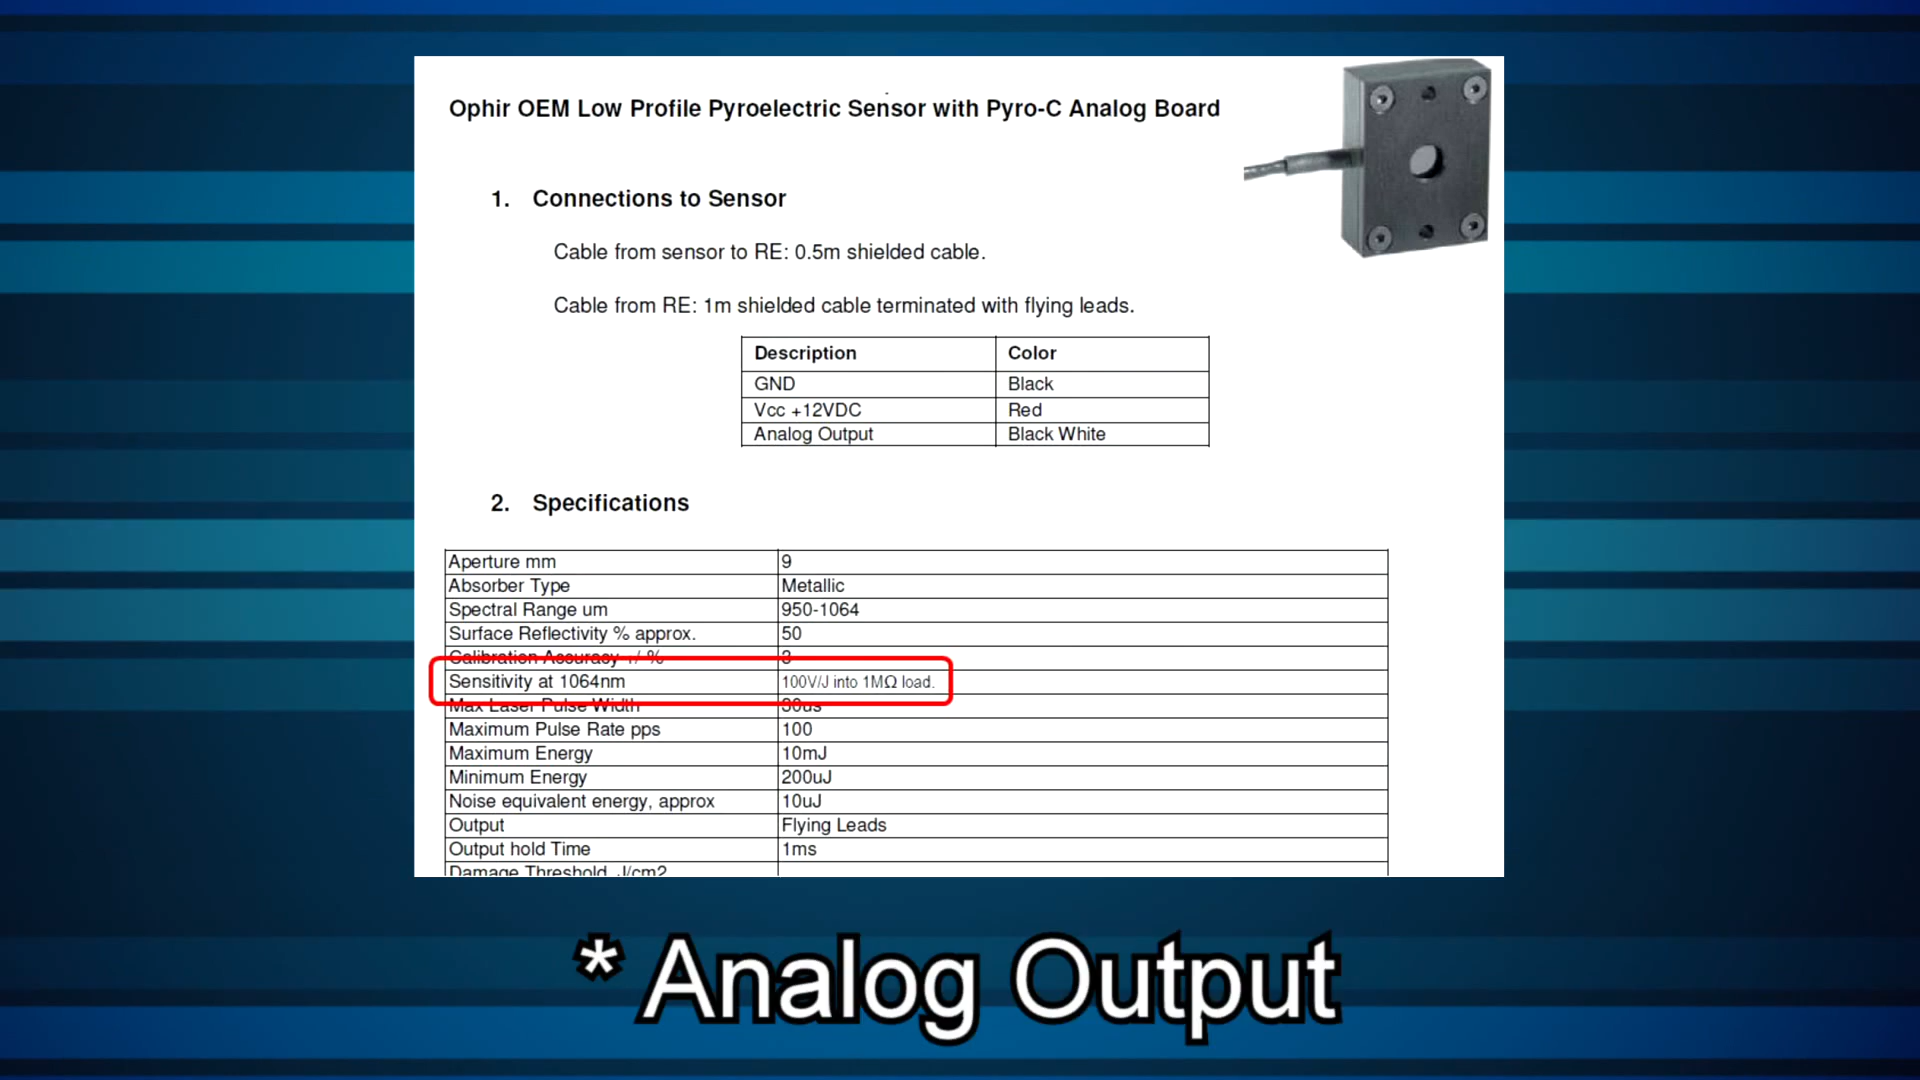 Ophir OEM Low Profile Pyroelectric Sensor with Pyro-C Analog Board
1. Connections to Sensor
Cable from sensor to RE: 0.5m shielded cable.
Cable from RE: 1m shielded cable terminated with flying leads.
Description Color
GND Black
Vcc +12VDC Red
Analog Output Black White
2. Specifications
Aperture mm 9
Absorber Type Metallic
Spectral Range um 950-1064
Surface Reflectivity % approx. 50
Calibration Accuracy +/- % 3
Sensitivity at 1064nm 100V/J into 1MΩ load.
Max Laser Pulse Width 30us
Maximum Pulse Rate pps 100
Maximum Energy 10mJ
Minimum Energy 200uJ
Noise equivalent energy, approx 10uJ
Output Flying Leads
Output hold Time 1ms
Damage Threshold J/cm2
* Analog Output